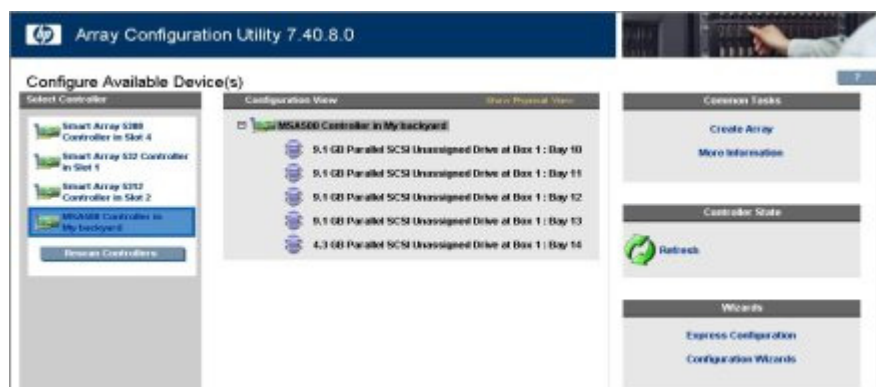 hp
Array Configuration Utility 7.40.8.0
Configure Available Device(s)
?
Select Controller
Smart Array 5300
Controller in Slot 4
Smart Array 532 Controller
in Slot 1
Smart Array 5312
Controller in Slot 2
MSA500 Controller in
My backyard
Rescan Controllers
Configuration View
Show Physical View
MSA500 Controller in My backyard
9.1 GB Parallel SCSI Unassigned Drive at Box 1 : Bay 10
9.1 GB Parallel SCSI Unassigned Drive at Box 1 : Bay 11
9.1 GB Parallel SCSI Unassigned Drive at Box 1 : Bay 12
9.1 GB Parallel SCSI Unassigned Drive at Box 1 : Bay 13
4.3 GB Parallel SCSI Unassigned Drive at Box 1 : Bay 14
Common Tasks
Create Array
More Information
Controller State
Refresh
Wizards
Express Configuration
Configuration Wizards